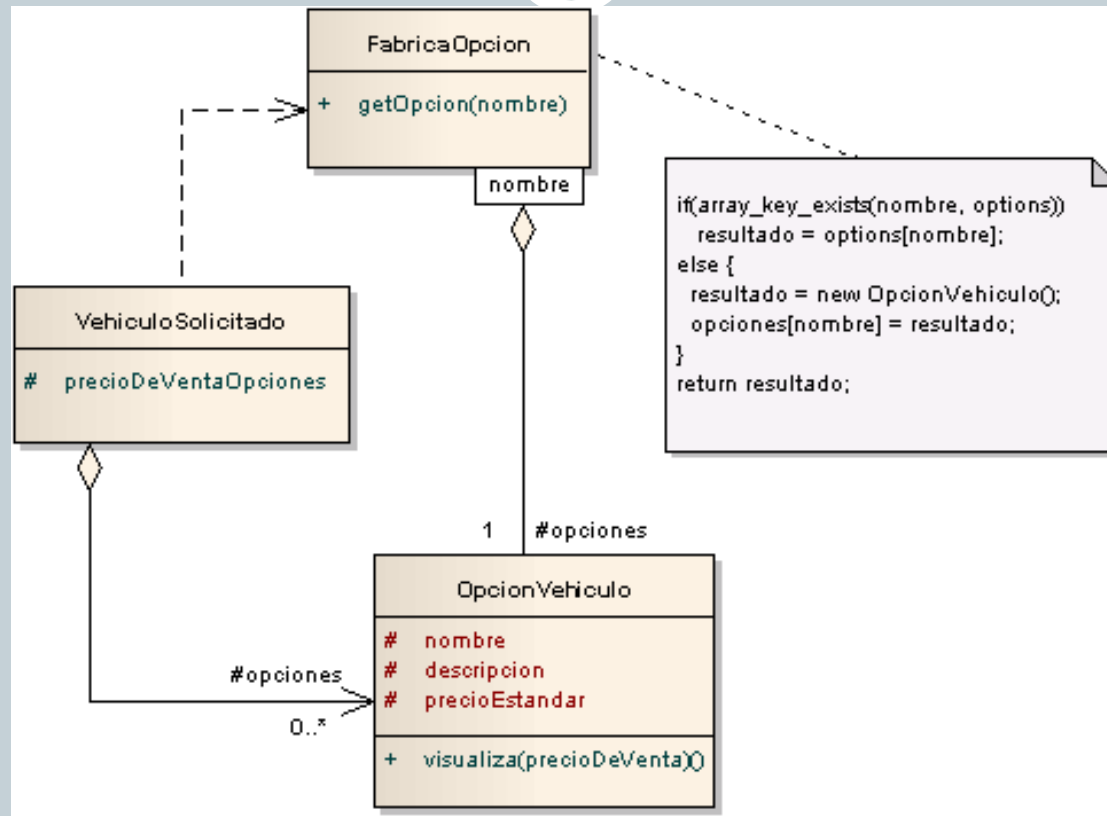 FabricaOpcion
+ getOpcion(nombre)
nombre
if(array_key_exists(nombre, options))
resultado = options[nombre];
else {
resultado = new OpcionVehiculo();
opciones[nombre] = resultado;
}
return resultado;
VehiculoSolicitado
# precioDeVentaOpciones
1 #opciones
OpcionVehiculo
# nombre
# descripcion
# precioEstandar
+ visualiza(precioDeVenta)()
#opciones
0..*